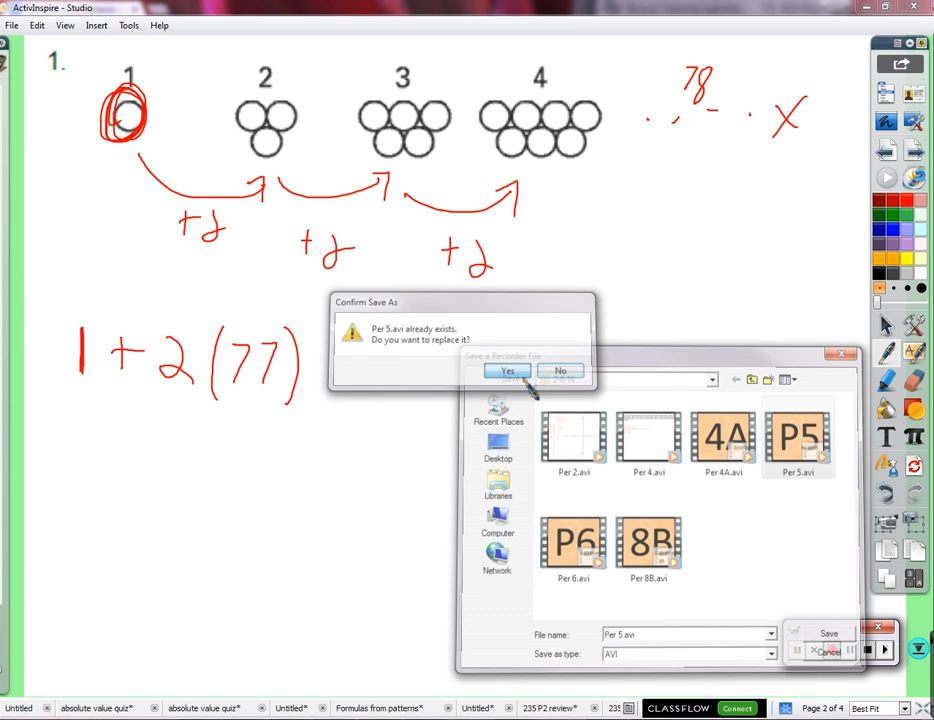 ActivInspire - Studio
File Edit View Insert Tools Help
1.
1 2 3 4 78
X
+2 +2 +2
1 + 2 (77)
Confirm Save As
Per 5.avi already exists.
Do you want to replace it?
Yes No
Save a Recorder File
Recent Places
Desktop
Libraries
Computer
Network
4A P5
Per 2.avi Per 4.avi Per 4A.avi Per 5.avi
P6 8B
Per 6.avi Per 8B.avi
File name: Per 5.avi Save
Save as type: AVI Cancel
Untitled absolute value quiz* absolute value quiz* Untitled* Formulas from patterns* Untitled* 235 P2 review* 235 CLASSFLOW Connect Page 2 of 4 Best Fit